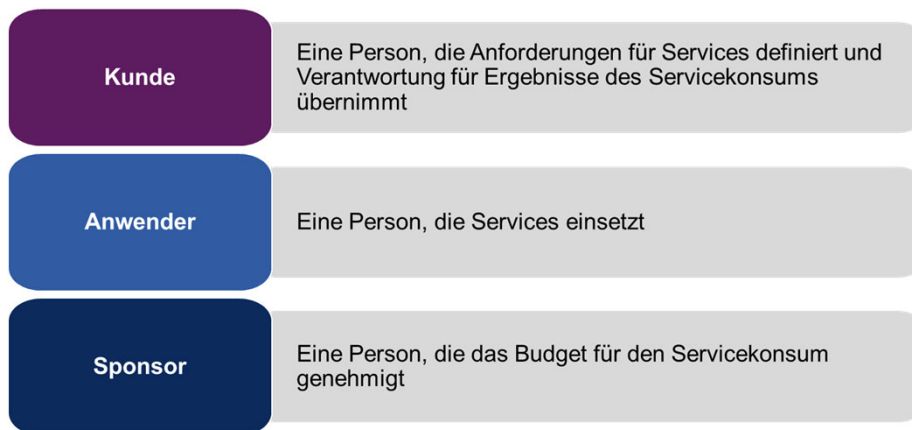 Kunde
Eine Person, die Anforderungen für Services definiert und
Verantwortung für Ergebnisse des Servicekonsums
übernimmt
Anwender
Eine Person, die Services einsetzt
Sponsor
Eine Person, die das Budget für den Servicekonsum
genehmigt